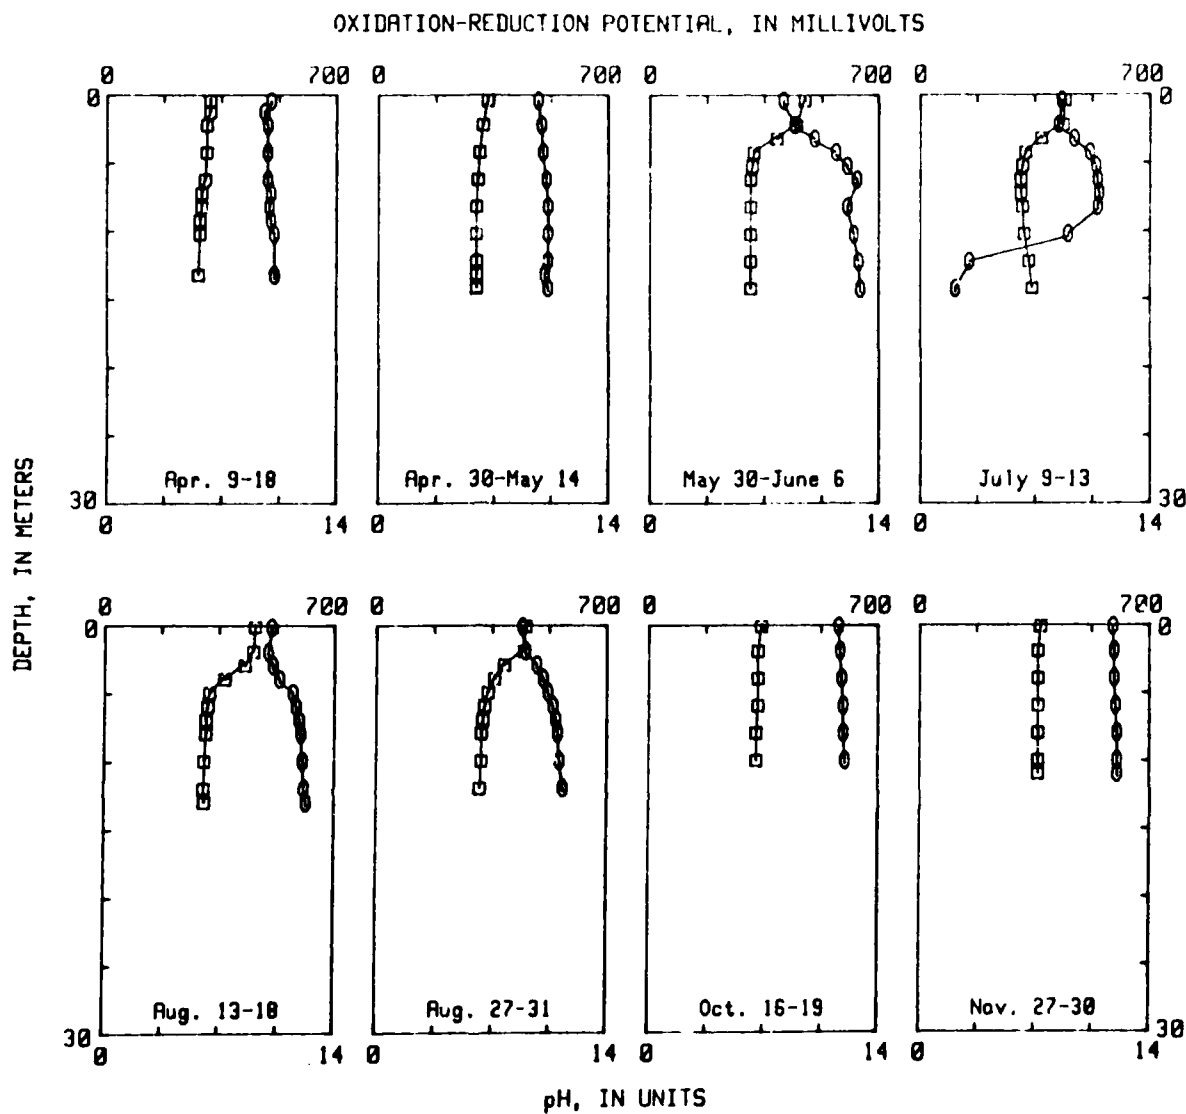 OXIDATION-REDUCTION POTENTIAL, IN MILLIVOLTS
0 700 0 700 0 700 0 700
0 0
Apr. 9-18 Apr. 30-May 14 May 30-June 6 July 9-13
30 30
0 14 0 14 0 14 0 14
DEPTH, IN METERS
0 700 0 700 0 700 0 700
0 0
Aug. 13-18 Aug. 27-31 Oct. 16-19 Nov. 27-30
30 30
0 14 0 14 0 14 0 14
pH, IN UNITS